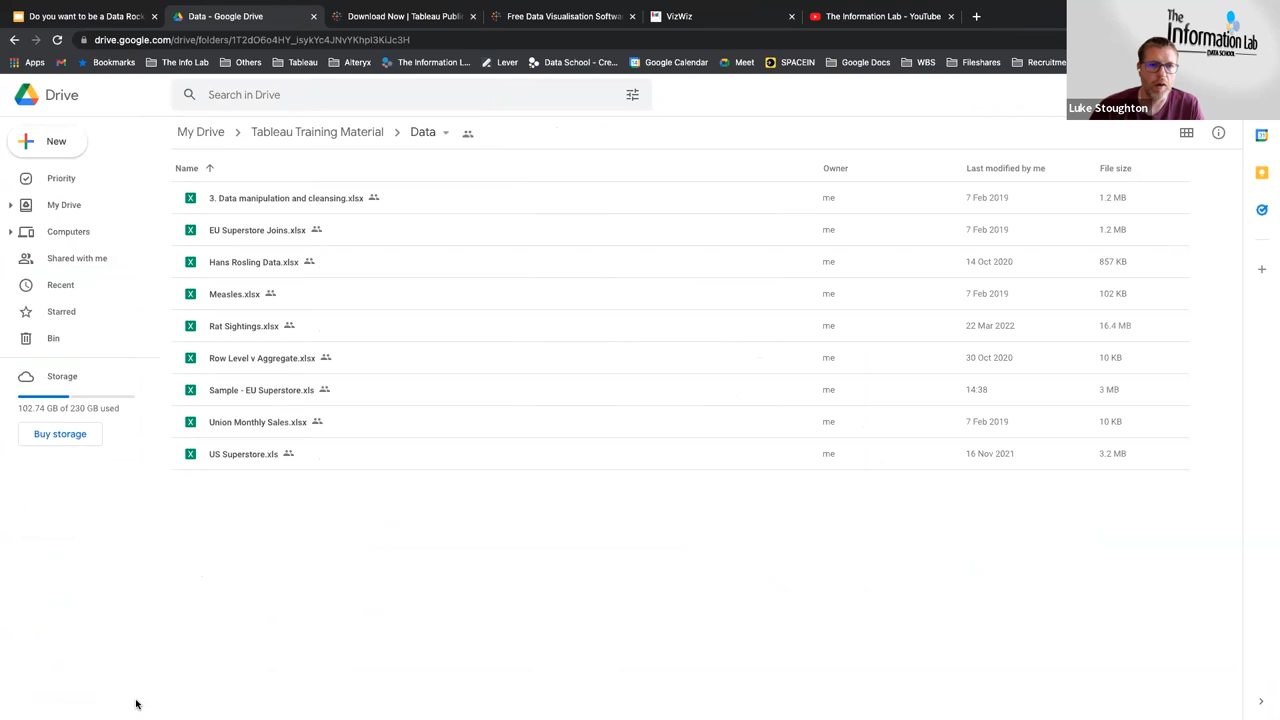 Do you want to be a Data Rock
Data - Google Drive
Download Now | Tableau Publi
Free Data Visualisation Softwa
VizWiz
The Information Lab - YouTube
drive.google.com/drive/folders/1T2dO6o4HY_isykYc4JNvYKhpI3KiJc3H
Apps
Bookmarks
The Info Lab
Others
Tableau
Alteryx
The Information L...
Lever
Data School - Cre...
Google Calendar
Meet
SPACEIN
Google Docs
WBS
Fileshares
Recruitme
The
Information Lab
DATA SCHOOL
Luke Stoughton
Drive
Search in Drive
New
My Drive > Tableau Training Material > Data
Priority
My Drive
Computers
Shared with me
Recent
Starred
Bin
Storage
102.74 GB of 230 GB used
Buy storage
Name Owner Last modified by me File size
3. Data manipulation and cleansing.xlsx me 7 Feb 2019 1.2 MB
EU Superstore Joins.xlsx me 7 Feb 2019 1.2 MB
Hans Rosling Data.xlsx me 14 Oct 2020 857 KB
Measles.xlsx me 7 Feb 2019 102 KB
Rat Sightings.xlsx me 22 Mar 2022 16.4 MB
Row Level v Aggregate.xlsx me 30 Oct 2020 10 KB
Sample - EU Superstore.xls me 14:38 3 MB
Union Monthly Sales.xlsx me 7 Feb 2019 10 KB
US Superstore.xls me 16 Nov 2021 3.2 MB